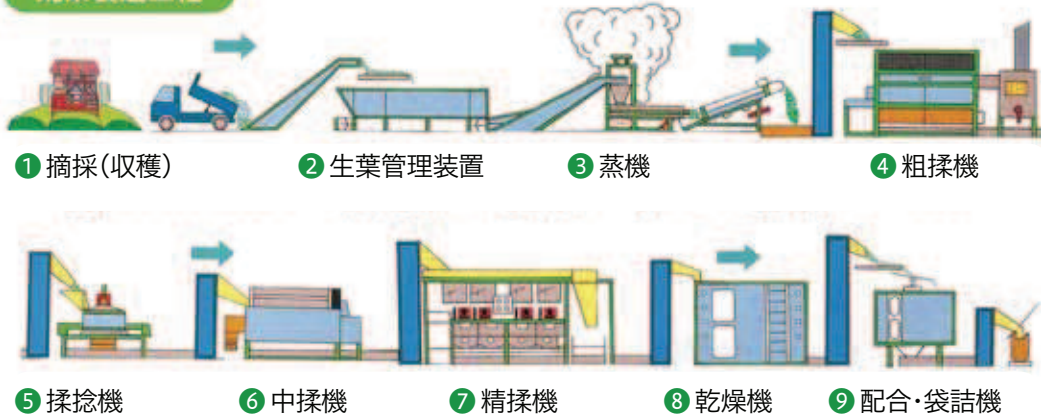 ❶ 摘採(収穫)
❷ 生葉管理装置
❸ 蒸機
❹ 粗揉機
❺ 揉捻機
❻ 中揉機
❼ 精揉機
❽ 乾燥機
❾ 配合・袋詰機